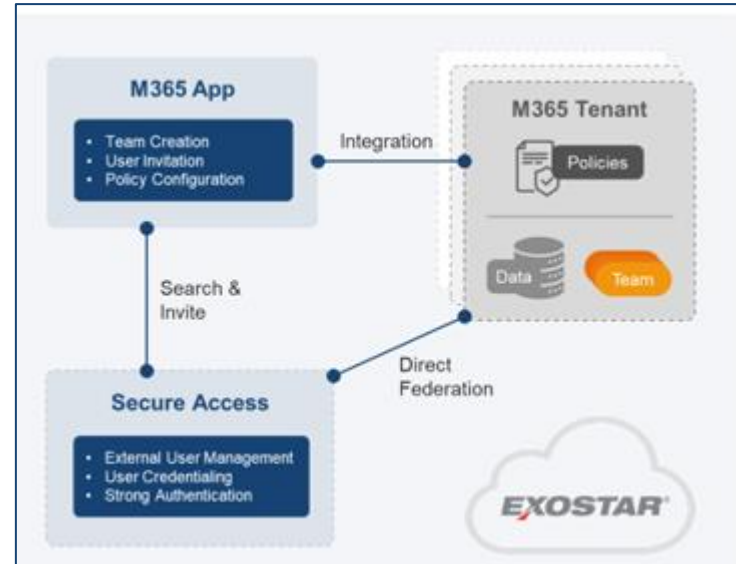 M365 App
• Team Creation
• User Invitation
• Policy Configuration
Integration
M365 Tenant
Policies
Data
Team
Search &
Invite
Direct
Federation
Secure Access
• External User Management
• User Credentialing
• Strong Authentication
EXOSTAR®